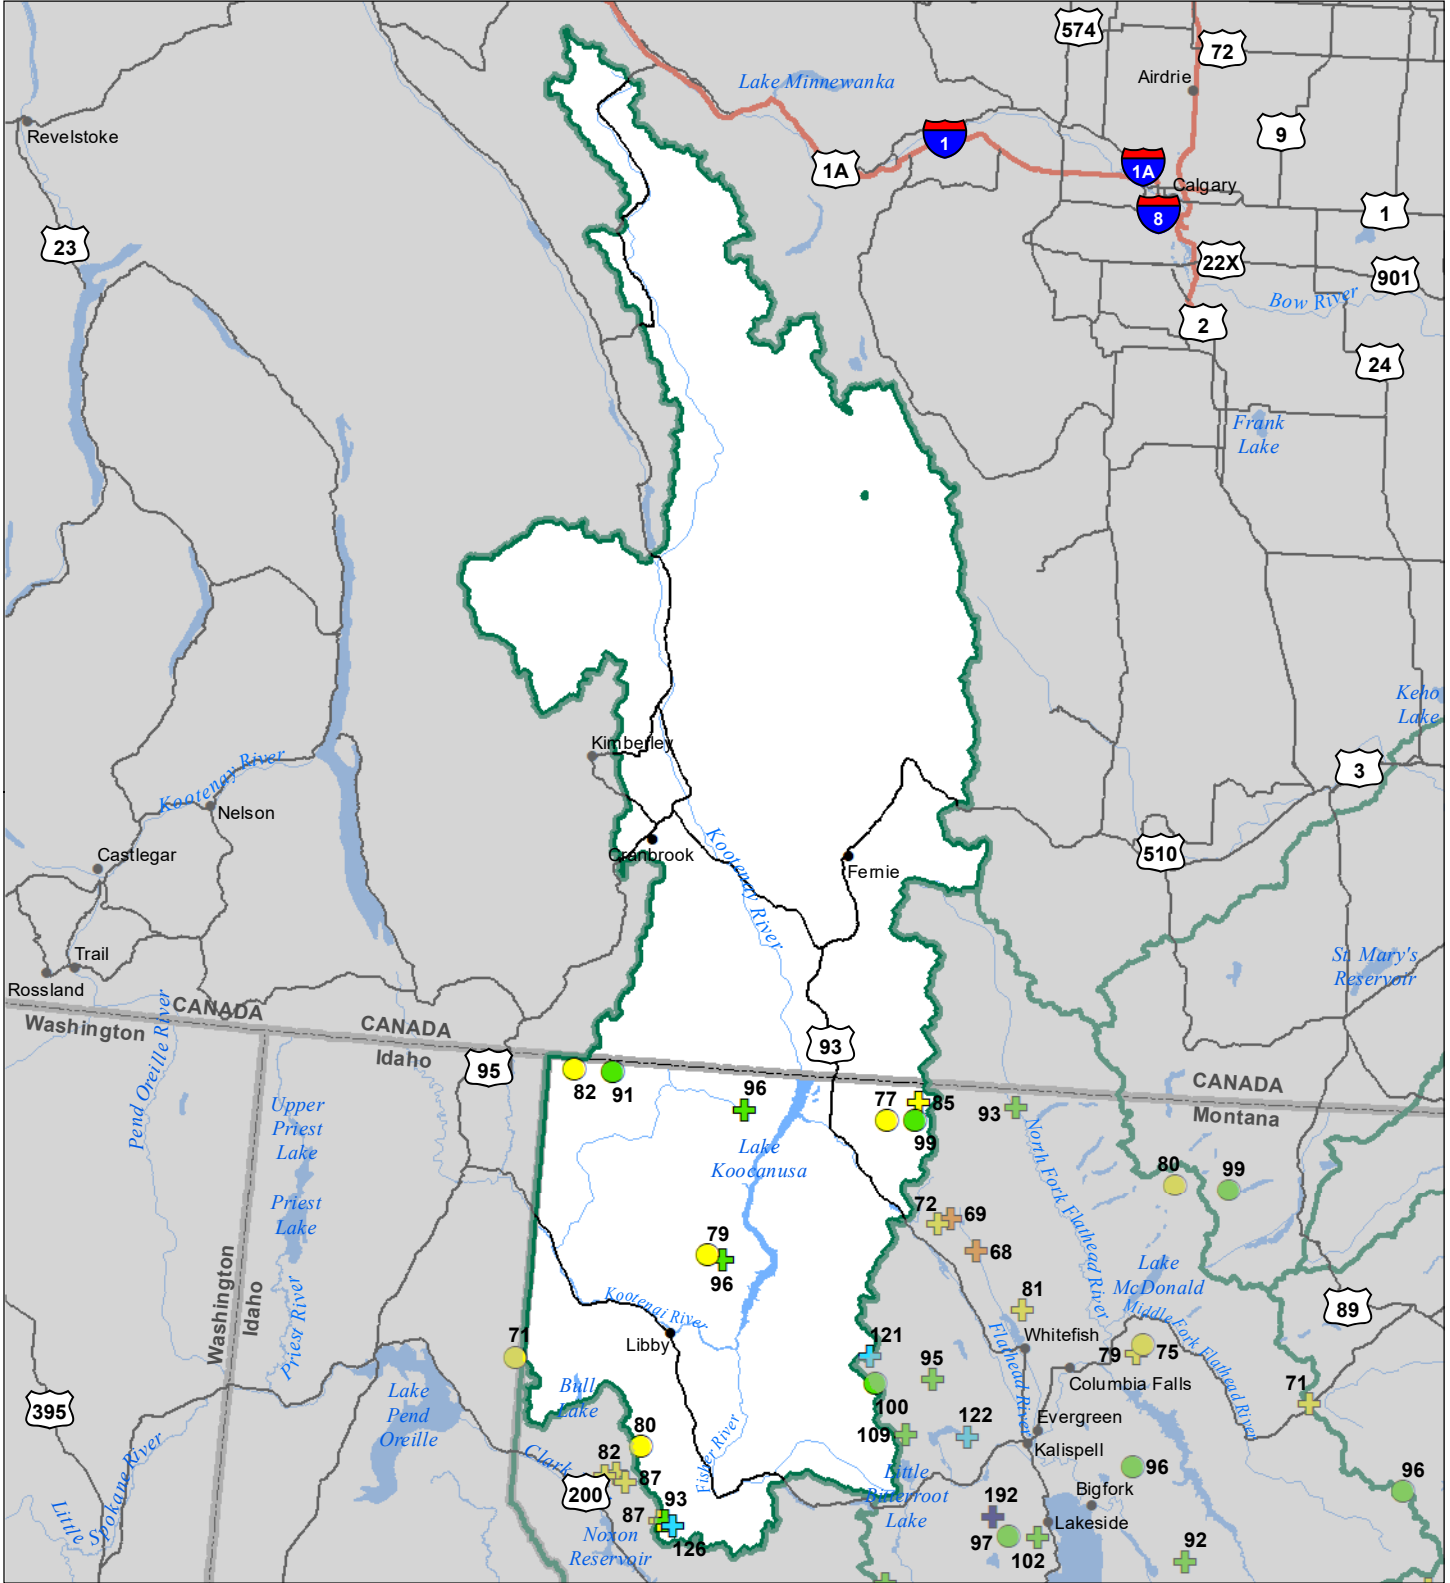 574
72
Airdrie
Lake Minnewanka
9
Revelstoke
1
1A
1A
Calgary
8
1
23
22X
901
Bow River
2
24
Frank
Lake
Keho
Lake
Kimberley
3
Kootenay River
Nelson
Castlegar
Cranbrook
Kootenay River
Fernie
510
Trail
Rossland
St. Mary's
Reservoir
CANADA
Washington
CANADA
Idaho
Pend Oreille River
95
93
CANADA
Montana
82
91
96
77
85
99
93
Upper
Priest
Lake
Lake
Koocanusa
North Fork Flathead River
80
99
Priest
Lake
72
69
68
79
96
Washington
Idaho
Priest River
Lake
McDonald
Middle Fork Flathead River
81
89
Kootenai River
Libby
71
121
Whitefish
79
75
Flathead River
95
Columbia Falls
71
395
Lake
Pend
Oreille
Bull
Lake
100
109
122
Evergreen
Kalispell
80
Fisher River
Clark
82
87
200
96
Bigfork
96
Little
Bitterroot
Lake
Little
Spokane River
87
93
126
Noxon
Reservoir
192
97
102
Lakeside
92